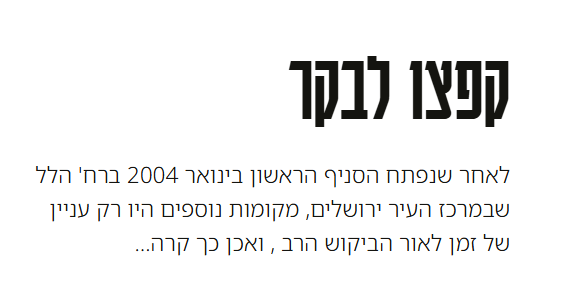 קפצו לבקר
לאחר שנפתח הסניף הראשון בינואר 2004 ברח' הלל
שבמרכז העיר ירושלים, מקומות נוספים היו רק עניין
של זמן לאור הביקוש הרב , ואכן כך קרה...